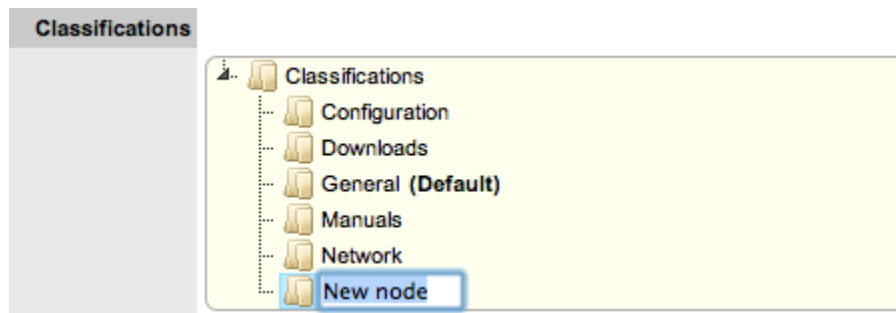 Classifications
Classifications
Configuration
Downloads
General (Default)
Manuals
Network
New node